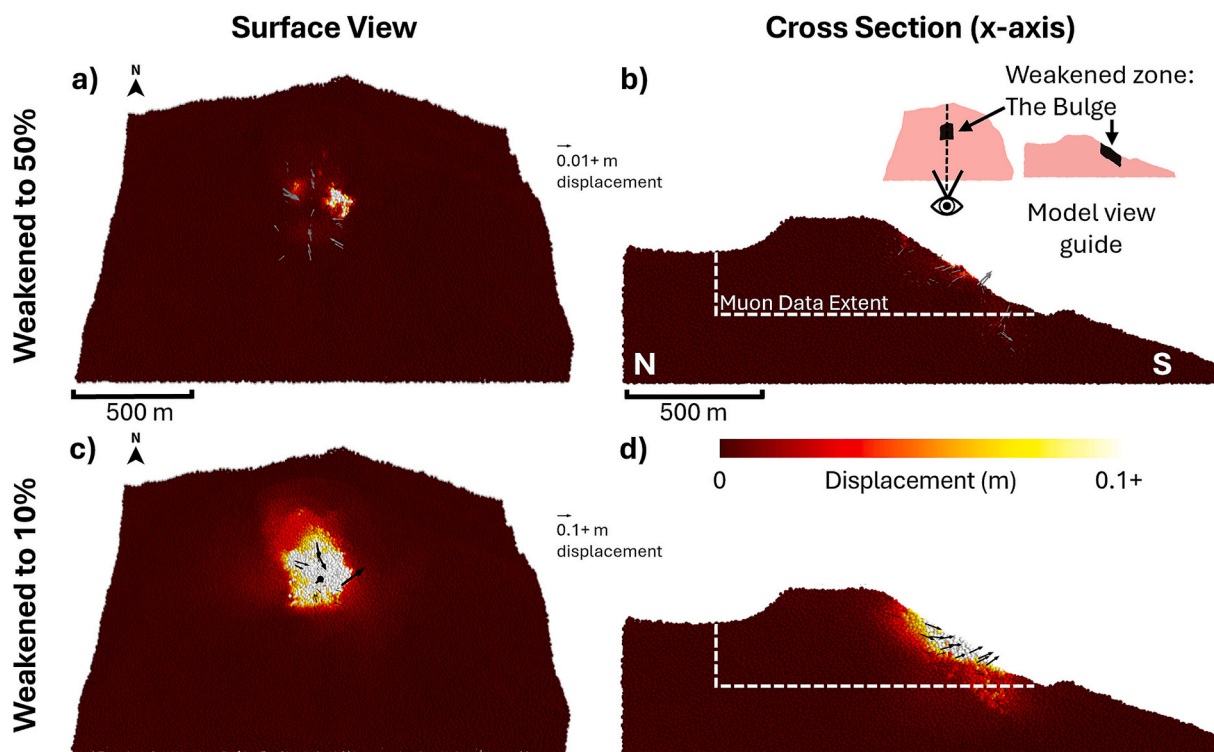 Surface View
Cross Section (x-axis)
Weakened to 50%
a)
N
0.01+ m
displacement
500 m
b)
Weakened zone:
The Bulge
Model view
guide
Muon Data Extent
N
S
500 m
Weakened to 10%
c)
N
0.1+ m
displacement
d)
0
Displacement (m)
0.1+